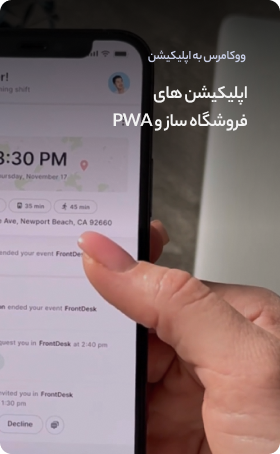 ووکامرس به اپلیکیشن
اپلیکیشن های
فروشگاه ساز و PWA
r!
ning shift
3:30 PM
ursday, November 17
35 min
45 min
Ave, Newport Beach, CA 92660
ended your event FrontDesk
n ended your event FrontDesk
quest you in FrontDesk at 2:40 pm
nvited you in FrontDesk
1:30 pm
Decline